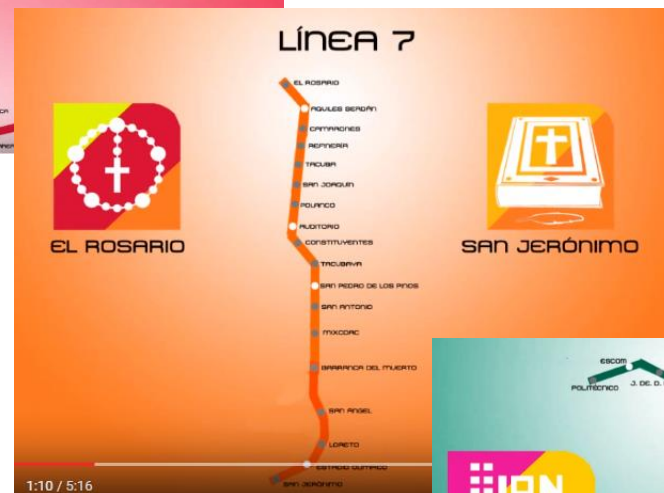 LÍNEA 7
EL ROSARIO
AQUILES SERDÁN
CAMARONES
REFINERÍA
TACUBA
SAN JOAQUÍN
POLANCO
AUDITORIO
CONSTITUYENTES
TACUBAYA
SAN PEDRO DE LOS PINOS
SAN ANTONIO
MIXCOAC
BARRANCA DEL MUERTO
SAN ÁNGEL
LORETO
ESTADIO OLÍMPICO
SAN JERÓNIMO
EL ROSARIO
SAN JERÓNIMO
ESCOM
POLITÉCNICO
J. DE. D.
1:10 / 5:16